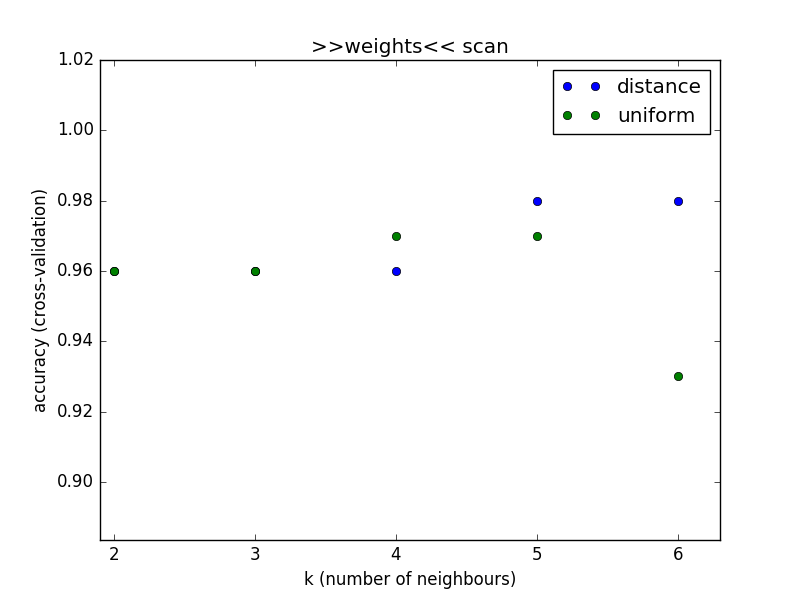 >>weights<< scan
distance
uniform
1.02
1.00
0.98
0.96
0.94
0.92
0.90
accuracy (cross-validation)
2 3 4 5 6
k (number of neighbours)